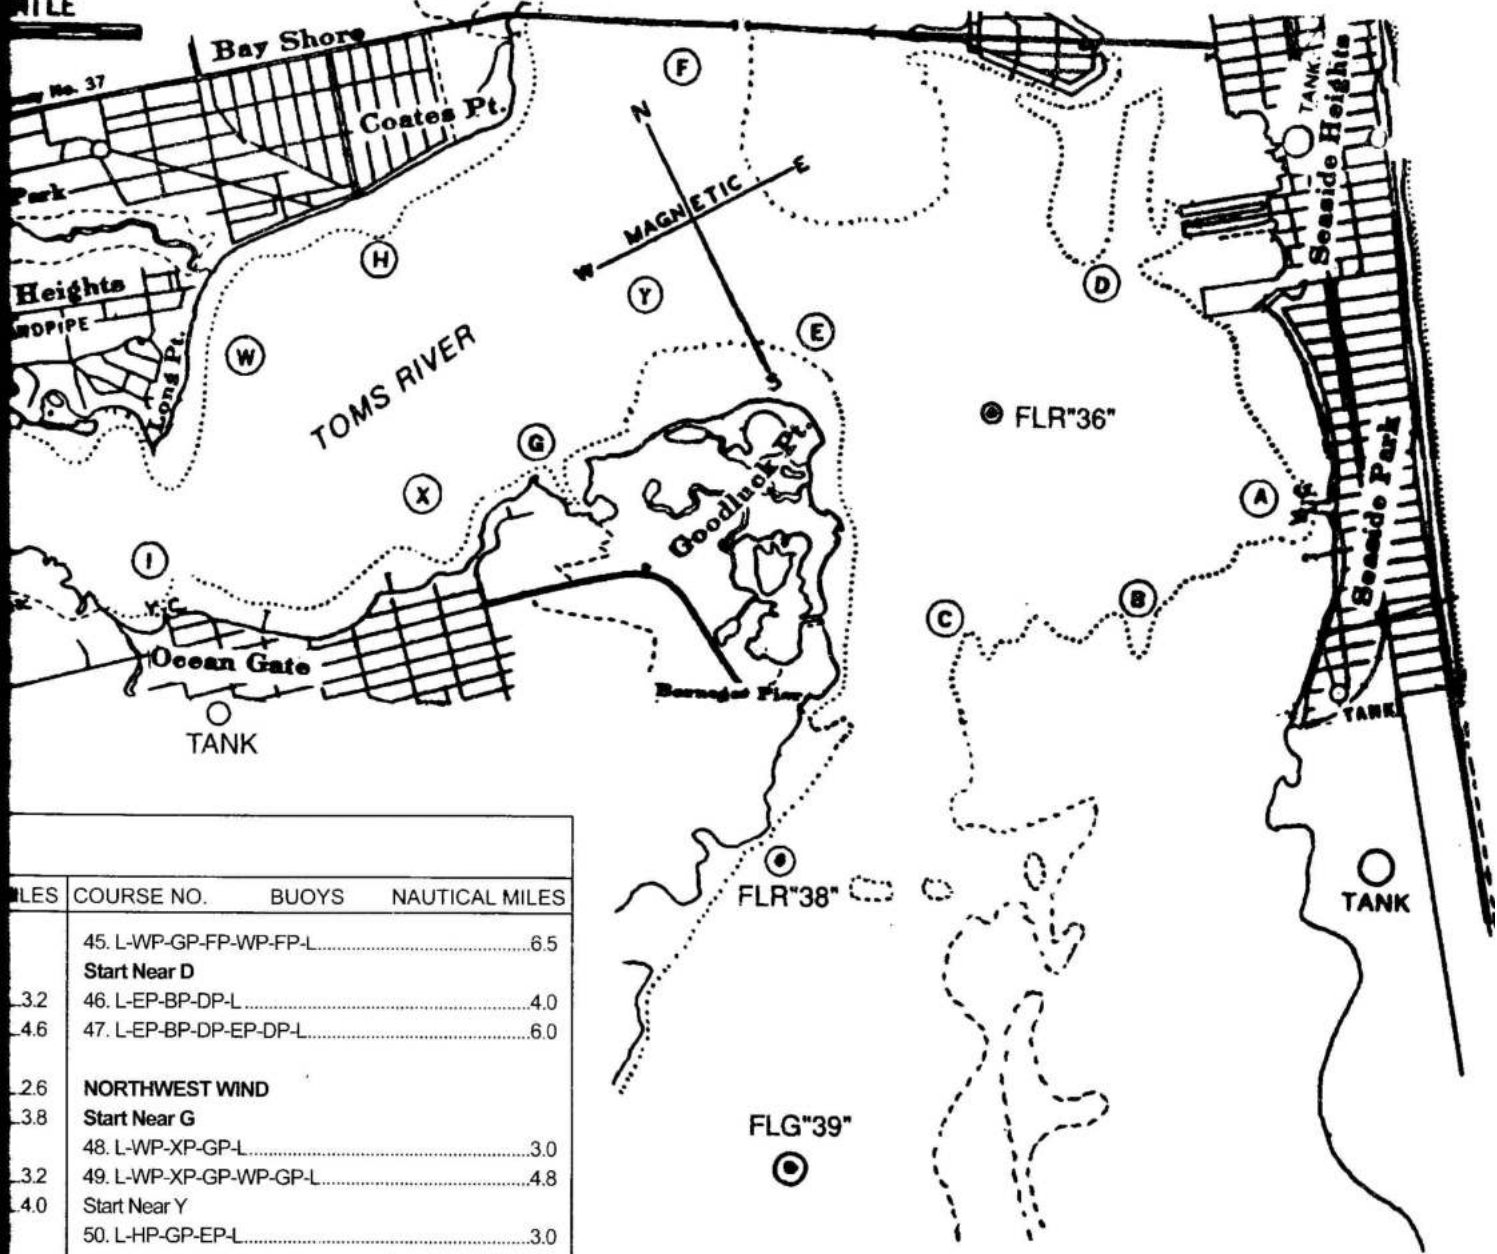 Bay Shore
No. 37
Coates Pt.
Park
Heights
Long Pt.
TOMS RIVER
F
N
MAGNETIC
E
W
S
H
Y
E
D
W
G
X
I
A
B
C
Y.C.
Ocean Gate
TANK
Goodluck Pt.
Barnegat Pier
FLR"36"
TANK
Seaside Heights
Seaside Park
TANK
TANK
FLR"38"
FLG"39"
LES COURSE NO. BUOYS NAUTICAL MILES
45. L-WP-GP-FP-WP-FP-L 6.5
Start Near D
3.2 46. L-EP-BP-DP-L 4.0
4.6 47. L-EP-BP-DP-EP-DP-L 6.0
2.6 NORTHWEST WIND
3.8 Start Near G
48. L-WP-XP-GP-L 3.0
3.2 49. L-WP-XP-GP-WP-GP-L 4.8
4.0 Start Near Y
50. L-HP-GP-EP-L 3.0